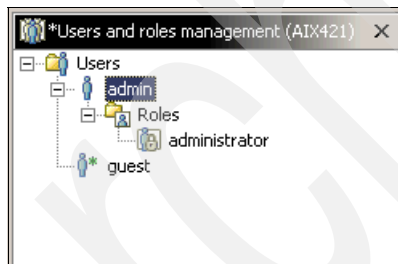 *Users and roles management (AIX421)
Users
admin
Roles
administrator
* guest